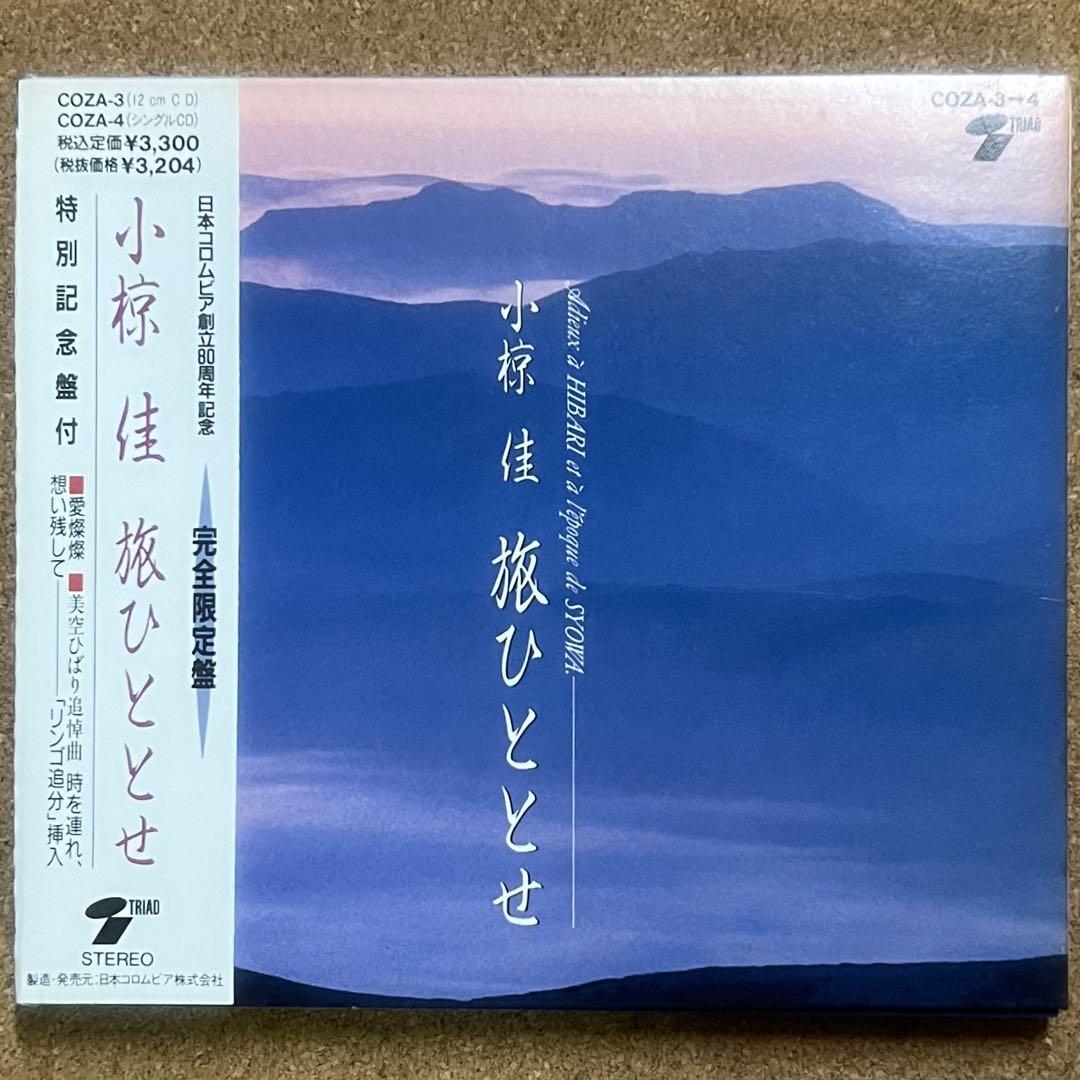 COZA-3(12 cm C D)
COZA-4(シングルCD)
税込定価¥3,300
(税抜価格¥3,204)
日本コロムビア創立80周年記念
完全限定盤
小椋 佳 旅ひととせ
特別記念盤付
■愛燦燦 ■美空ひばり追悼曲 時を連れ、
想い残して――「リンゴ追分」挿入
TRIAD
STEREO
製造・発売元:日本コロムビア株式会社
COZA-3→4
TRIAD
Adieux à HIBARI et à l'époque de SYOWA.
小椋 佳 旅ひととせ